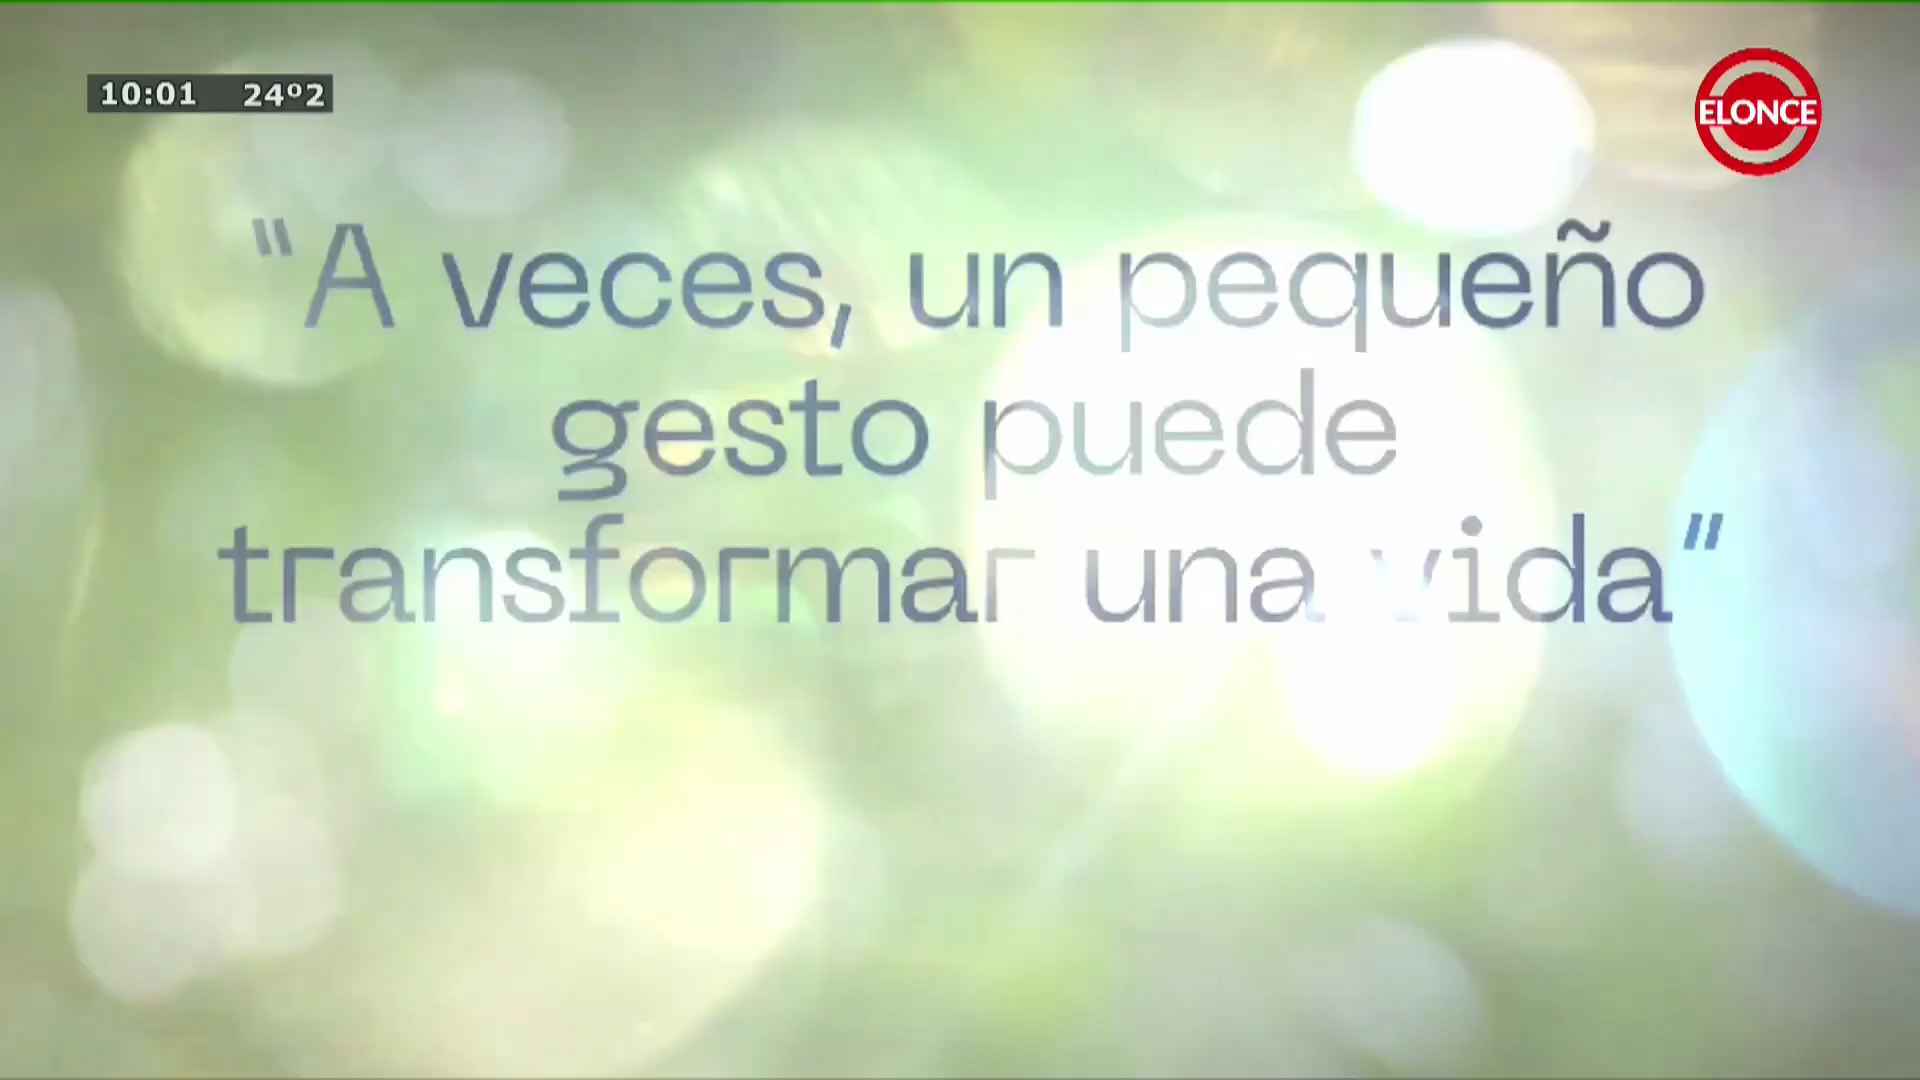 10:01 24º2
ELONCE
"A veces, un pequeño
gesto puede
transformar una vida"